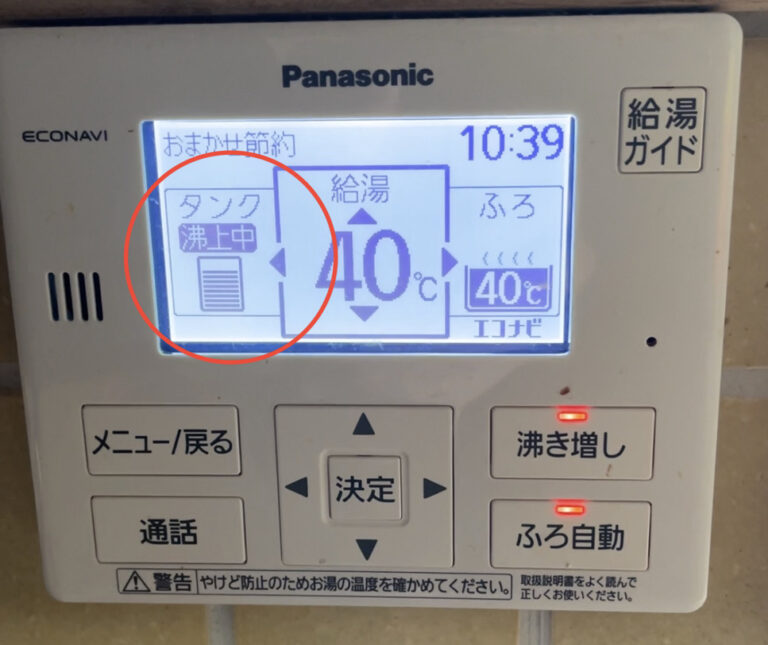 Panasonic
ECONAVI
給湯
ガイド
おまかせ節約
10:39
タンク
沸上中
給湯
40℃
ふろ
40℃
エコナビ
メニュー/戻る
決定
沸き増し
通話
ふろ自動
警告 やけど防止のためお湯の温度を確かめてください。
取扱説明書をよく読んで
正しくお使いください。